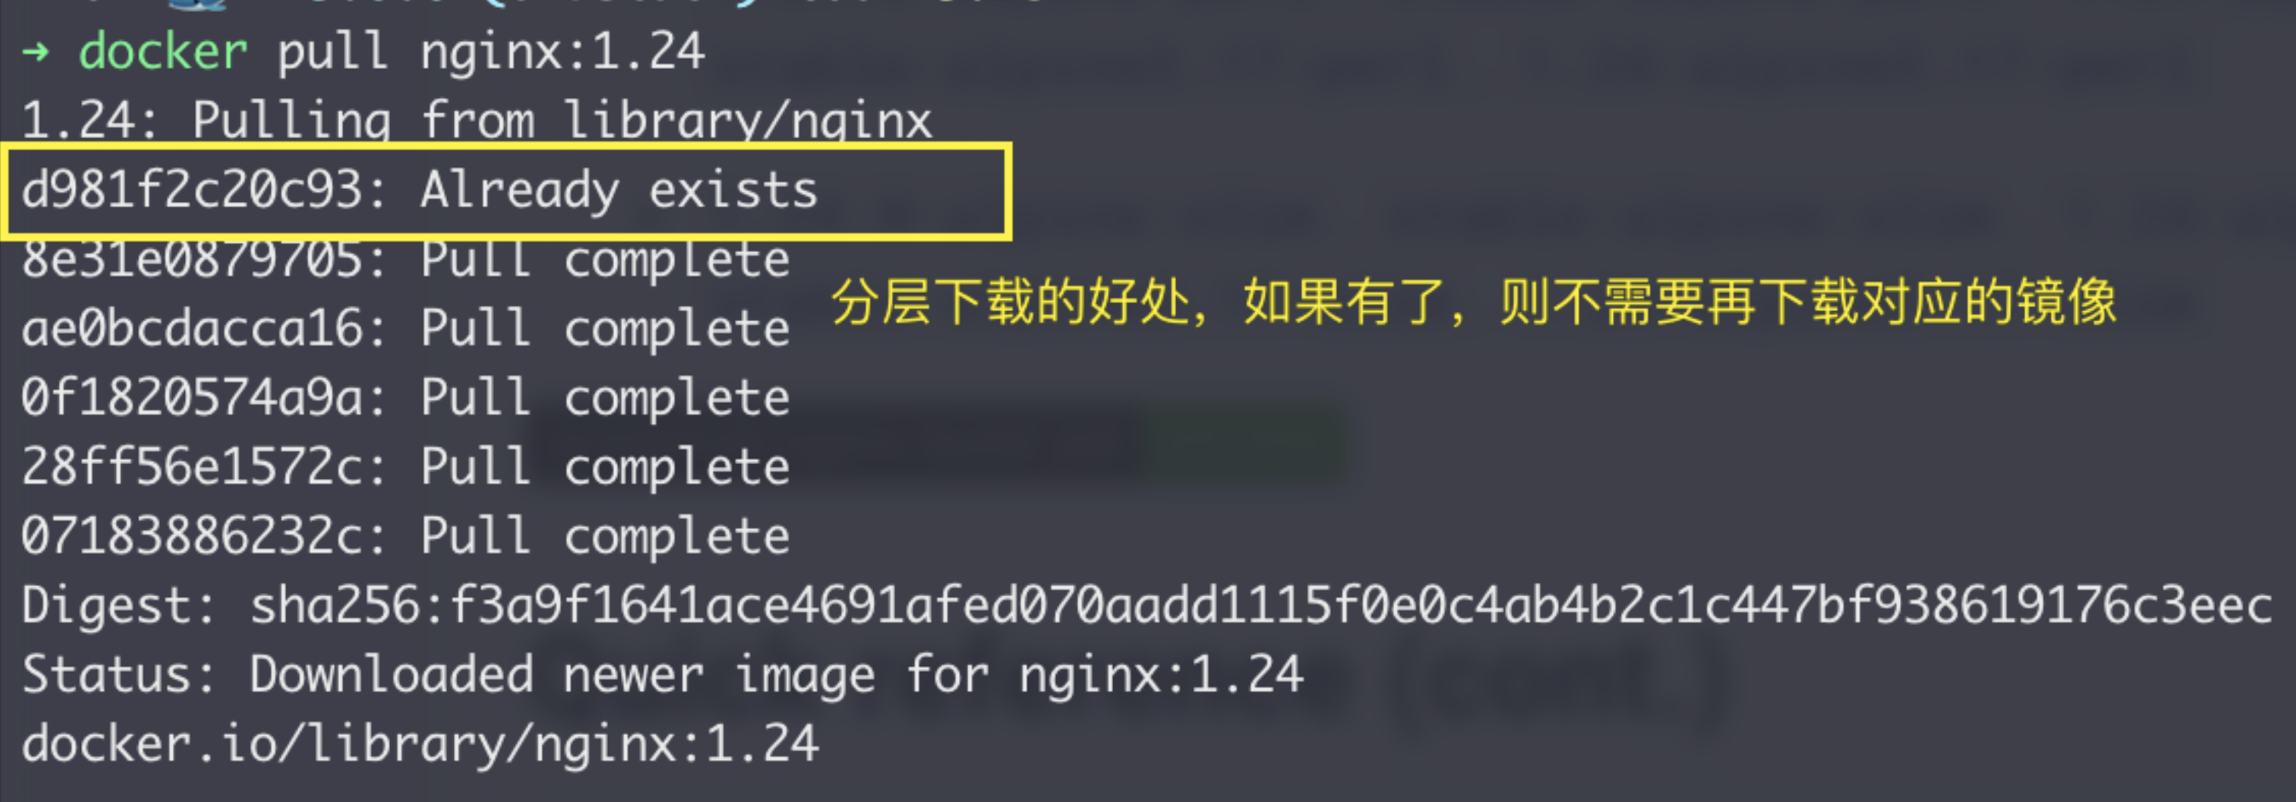 → docker pull nginx:1.24
1.24: Pulling from library/nginx
d981f2c20c93: Already exists
8e31e0879705: Pull complete
分层下载的好处，如果有了，则不需要再下载对应的镜像
ae0bcdacca16: Pull complete
0f1820574a9a: Pull complete
28ff56e1572c: Pull complete
07183886232c: Pull complete
Digest: sha256:f3a9f1641ace4691afed070aadd1115f0e0c4ab4b2c1c447bf938619176c3eec
Status: Downloaded newer image for nginx:1.24
docker.io/library/nginx:1.24